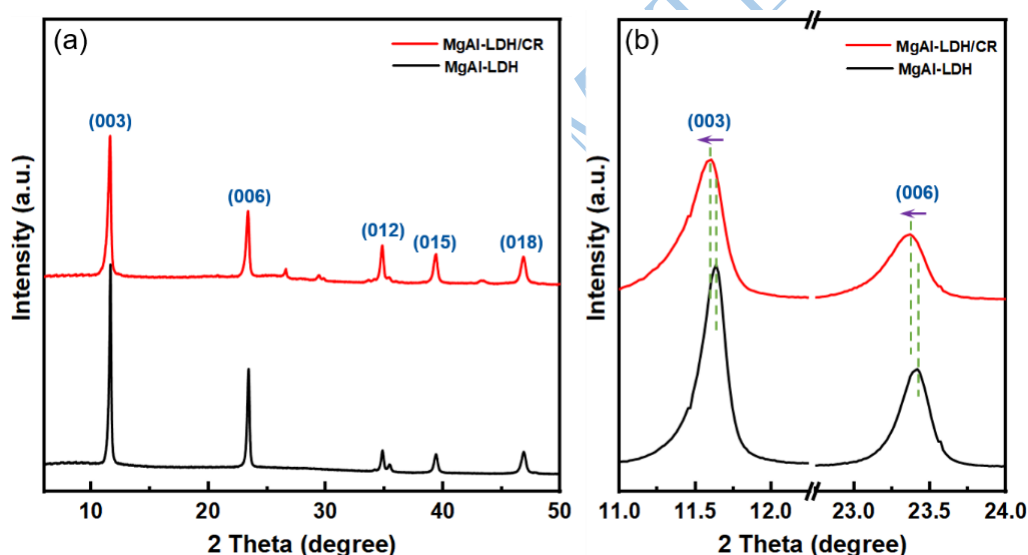 (a)
MgAl-LDH/CR
MgAl-LDH
(003)
(006)
(012)
(015)
(018)
Intensity (a.u.)
10
20
30
40
50
2 Theta (degree)
(b)
MgAl-LDH/CR
MgAl-LDH
(003)
(006)
Intensity (a.u.)
11.0
11.5
12.0
23.0
23.5
24.0
2 Theta (degree)